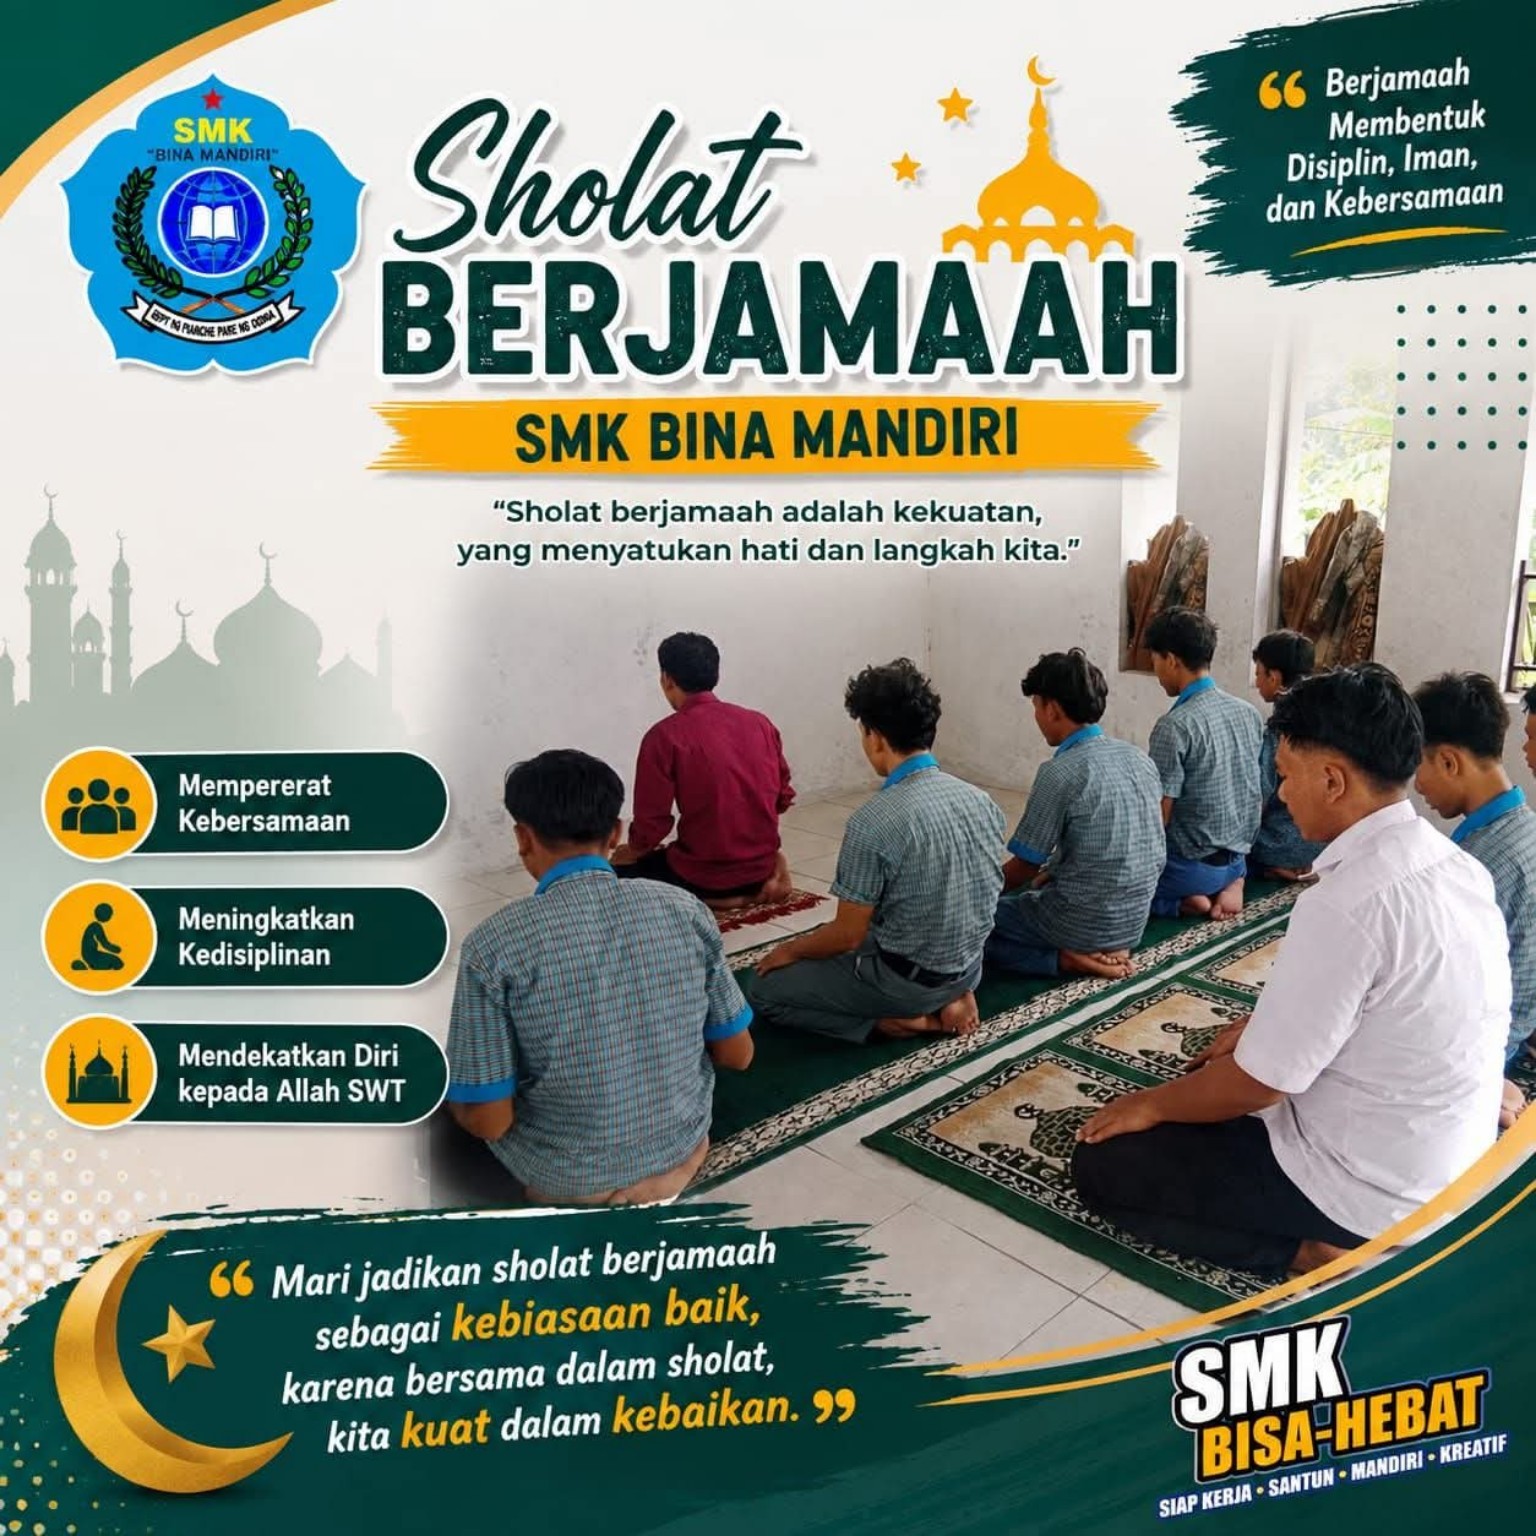 SMK
"BINA MANDIRI"
Sholat
BERJAMAAH
SMK BINA MANDIRI
“Sholat berjamaah adalah kekuatan,
yang menyatukan hati dan langkah kita.”
“ Berjamaah
Membentuk
Disiplin, Iman,
dan Kebersamaan
Mempererat
Kebersamaan
Meningkatkan
Kedisiplinan
Mendekatkan Diri
kepada Allah SWT
“ Mari jadikan sholat berjamaah
sebagai kebiasaan baik,
karena bersama dalam sholat,
kita kuat dalam kebaikan. ”
SMK
BISA-HEBAT
SIAP KERJA • SANTUN • MANDIRI • KREATIF